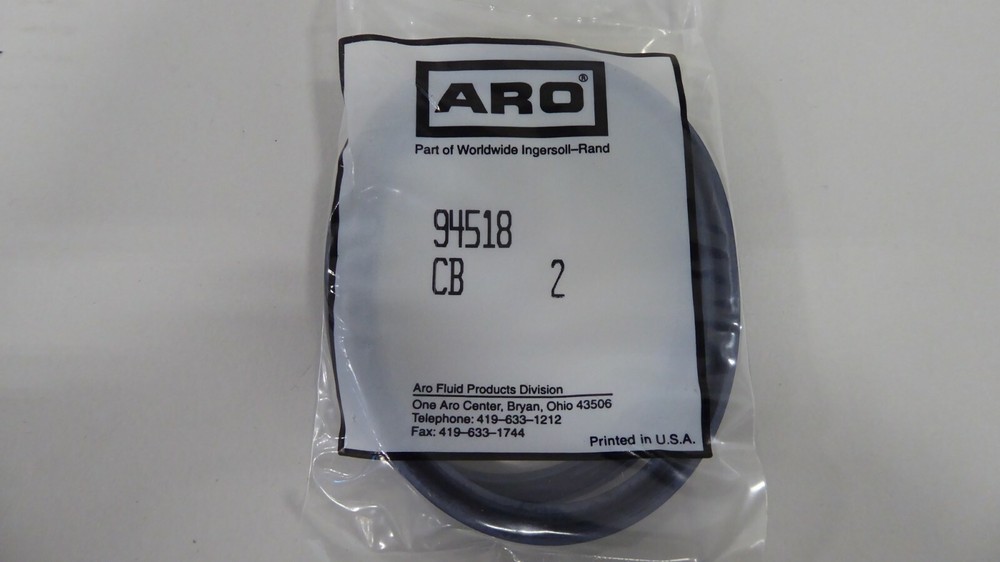 ARO®
Part of Worldwide Ingersoll–Rand
94518
CB 2
Aro Fluid Products Division
One Aro Center, Bryan, Ohio 43506
Telephone: 419–633–1212
Fax: 419–633–1744
Printed in U.S.A.